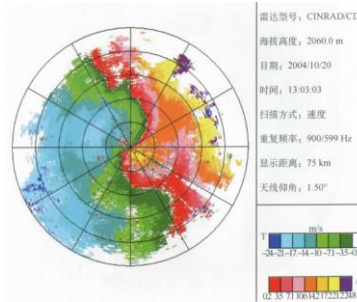 雷达型号: CINRAD/CD
海拔高度: 2060.0 m
日期: 2004/10/20
时间: 13:03:03
扫描方式: 速度
重复频率: 900/599 Hz
显示距离: 75 km
天线仰角: 1.50°
m/s